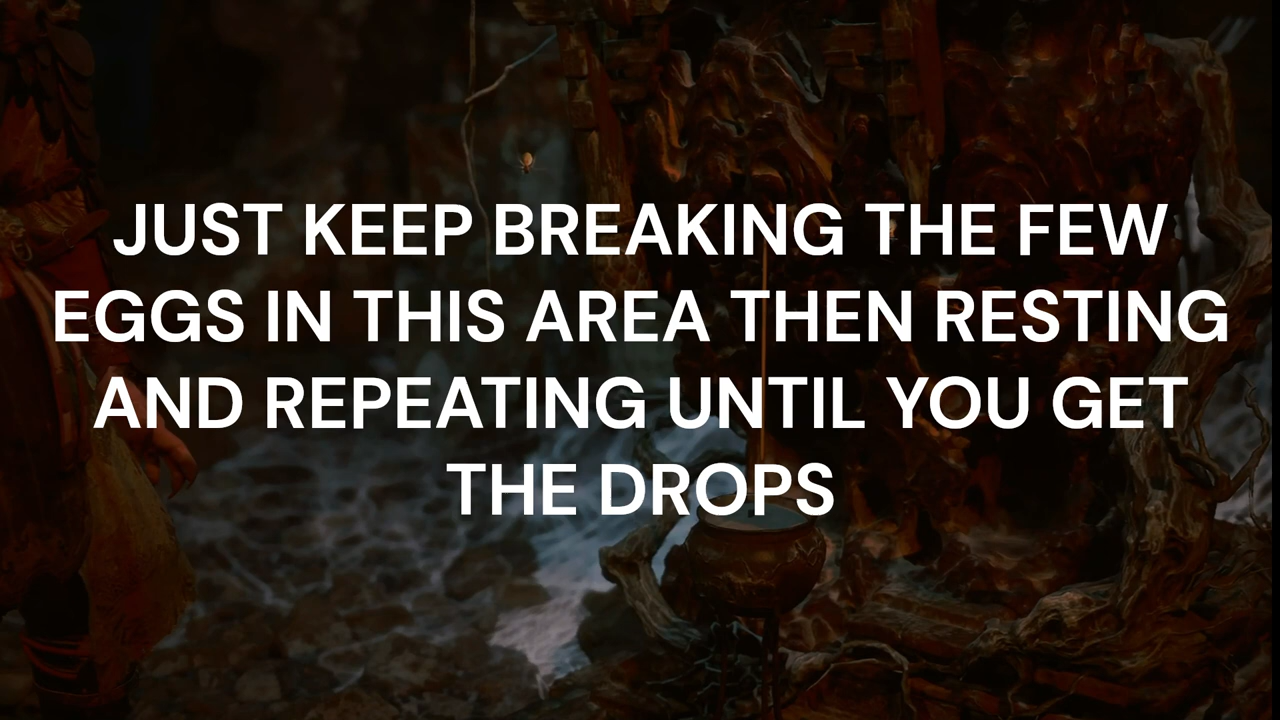 JUST KEEP BREAKING THE FEW
EGGS IN THIS AREA THEN RESTING
AND REPEATING UNTIL YOU GET
THE DROPS